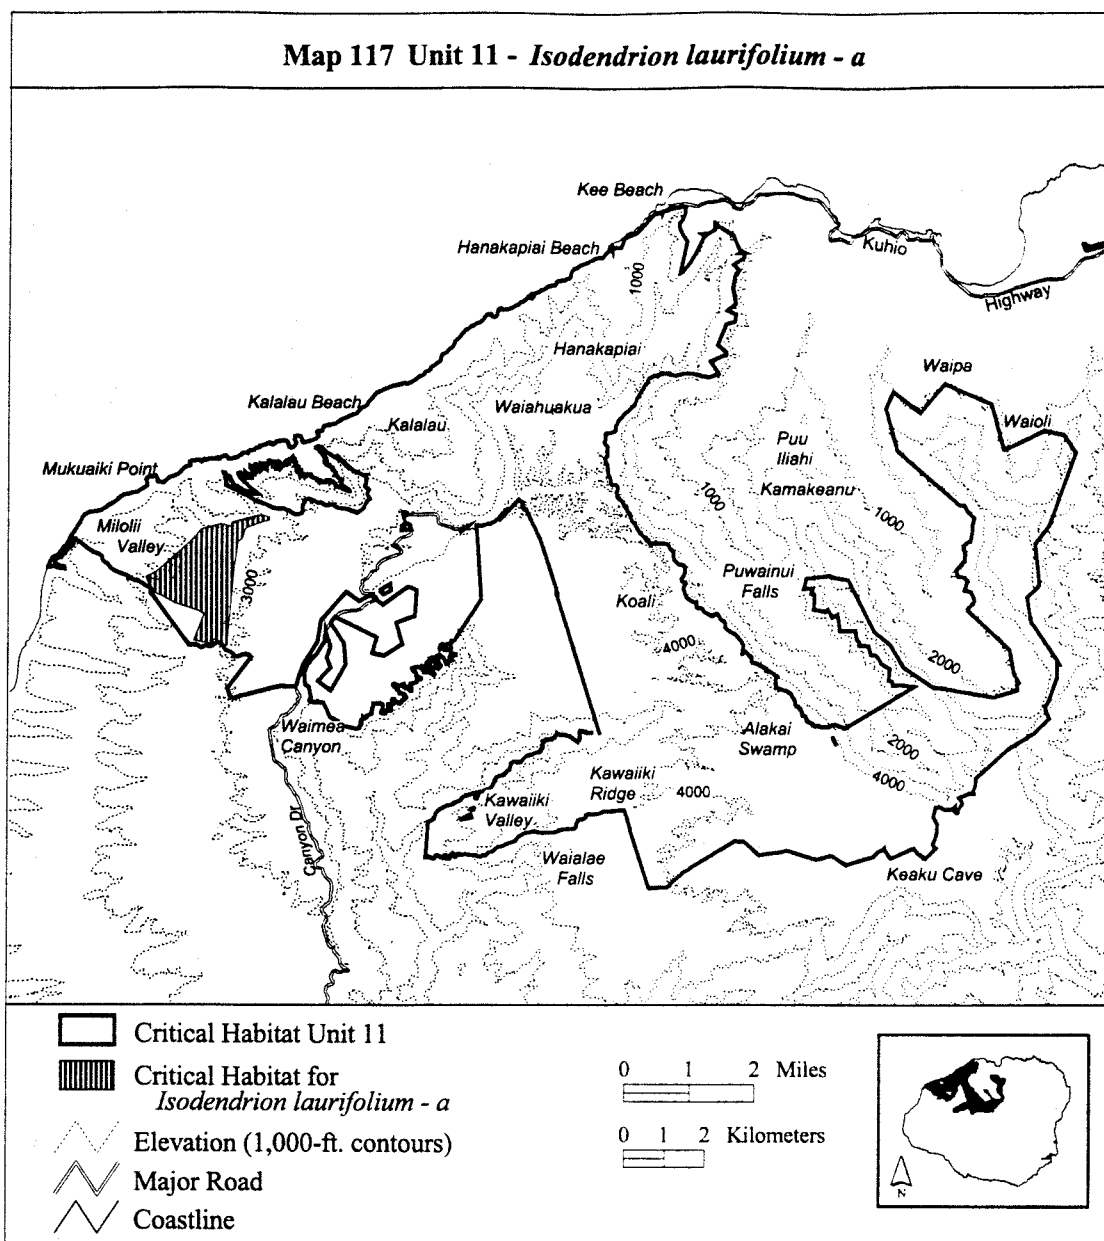 Map 117 Unit 11 - Isodendrion laurifolium - a
Kee Beach
Hanakapiai Beach
Kuhio
Highway
1000
Hanakapiai
Waipa
Kalalau Beach
Waiahuakua
Kalalau
Waioli
Puu
Iliahi
Mukuaiki Point
Kamakeanu
1000
1000
Milolii
Valley
3000
Puwainui
Falls
Koali
4000
2000
Waimea
Canyon
Alakai
Swamp
2000
4000
Kawaiiki
Ridge
4000
Kawaiiki
Valley
Canyon Dr
Waialae
Falls
Keaku Cave
Critical Habitat Unit 11
Critical Habitat for
Isodendrion laurifolium - a
Elevation (1,000-ft. contours)
Major Road
Coastline
0 1 2 Miles
0 1 2 Kilometers
N